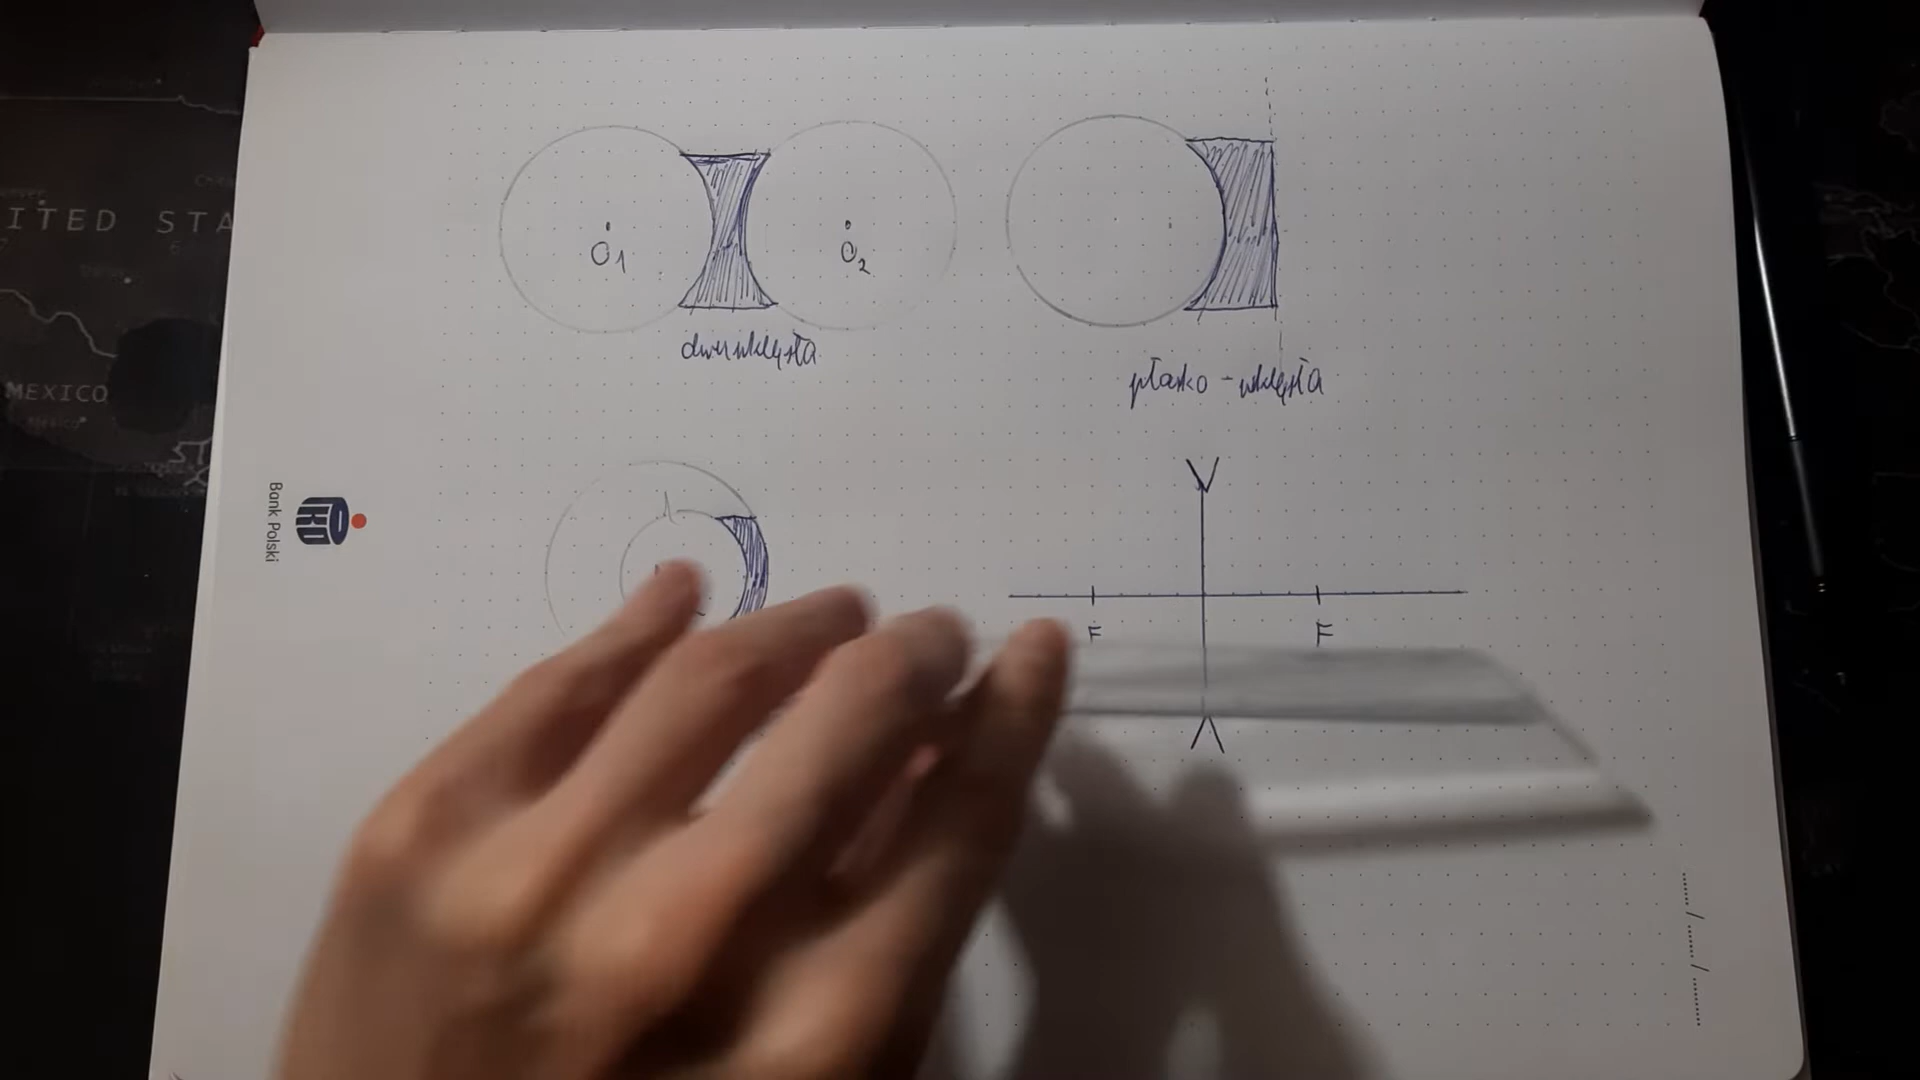 ITED STA
MEXICO
O₁
O₂
dwuwklęsła
płasko-wklęsła
Bank Polski
F
F